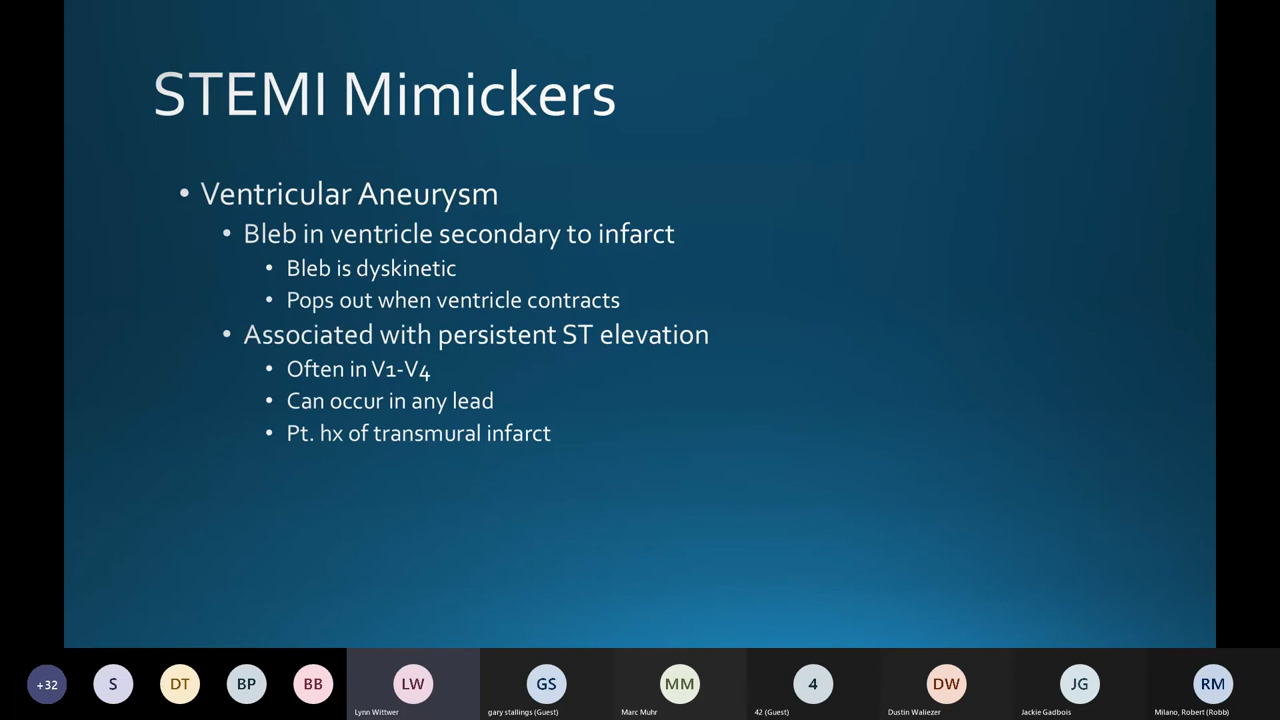 STEMI Mimickers
• Ventricular Aneurysm
• Bleb in ventricle secondary to infarct
• Bleb is dyskinetic
• Pops out when ventricle contracts
• Associated with persistent ST elevation
• Often in V1-V4
• Can occur in any lead
• Pt. hx of transmural infarct
+32
S
DT
BP
BB
LW
GS
MM
4
DW
JG
RM
Lynn Wittwer
gary stallings (Guest)
Marc Muhr
42 (Guest)
Dustin Waliezer
Jackie Gadbois
Milano, Robert (Robb)